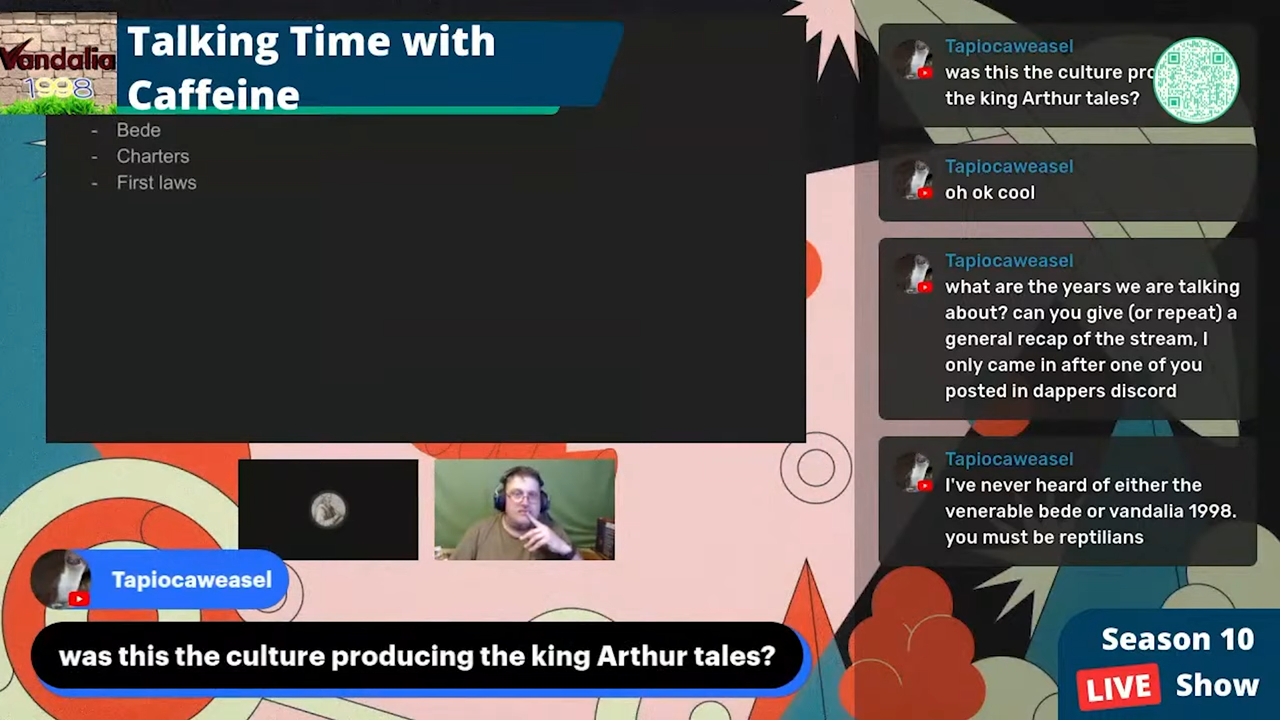 Vandalia
1998
Talking Time with
Caffeine
- Bede
- Charters
- First laws
Tapiocaweasel
was this the culture
the king Arthur tales?
Tapiocaweasel
oh ok cool
Tapiocaweasel
what are the years we are talking
about? can you give (or repeat) a
general recap of the stream, I
only came in after one of you
posted in dappers discord
Tapiocaweasel
I've never heard of either the
venerable bede or vandalia 1998.
you must be reptilians
Tapiocaweasel
was this the culture producing the king Arthur tales?
Season 10
LIVE Show